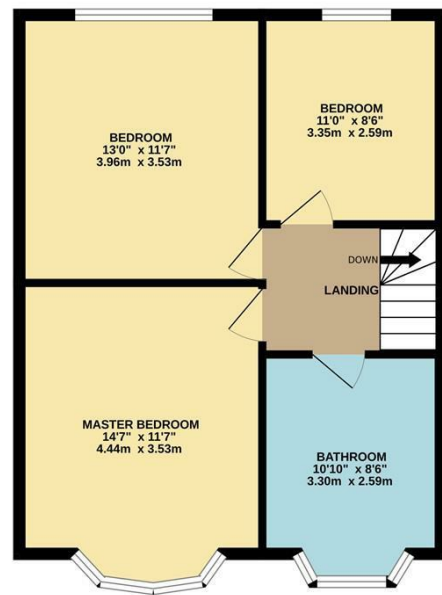 BEDROOM
13'0" x 11'7"
3.96m x 3.53m
BEDROOM
11'0" x 8'6"
3.35m x 2.59m
DOWN
LANDING
MASTER BEDROOM
14'7" x 11'7"
4.44m x 3.53m
BATHROOM
10'10" x 8'6"
3.30m x 2.59m